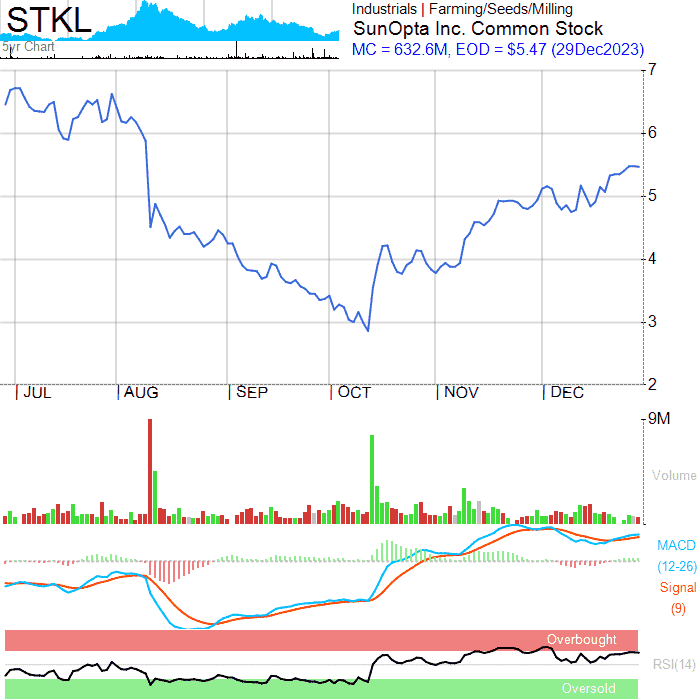 STKL
5yr Chart
Industrials | Farming/Seeds/Milling
SunOpta Inc. Common Stock
MC = 632.6M, EOD = $5.47 (29Dec2023)
7
6
5
4
3
2
|JUL |AUG |SEP |OCT |NOV |DEC
9M
Volume
MACD
(12-26)
Signal
(9)
Overbought
RSI(14)
Oversold